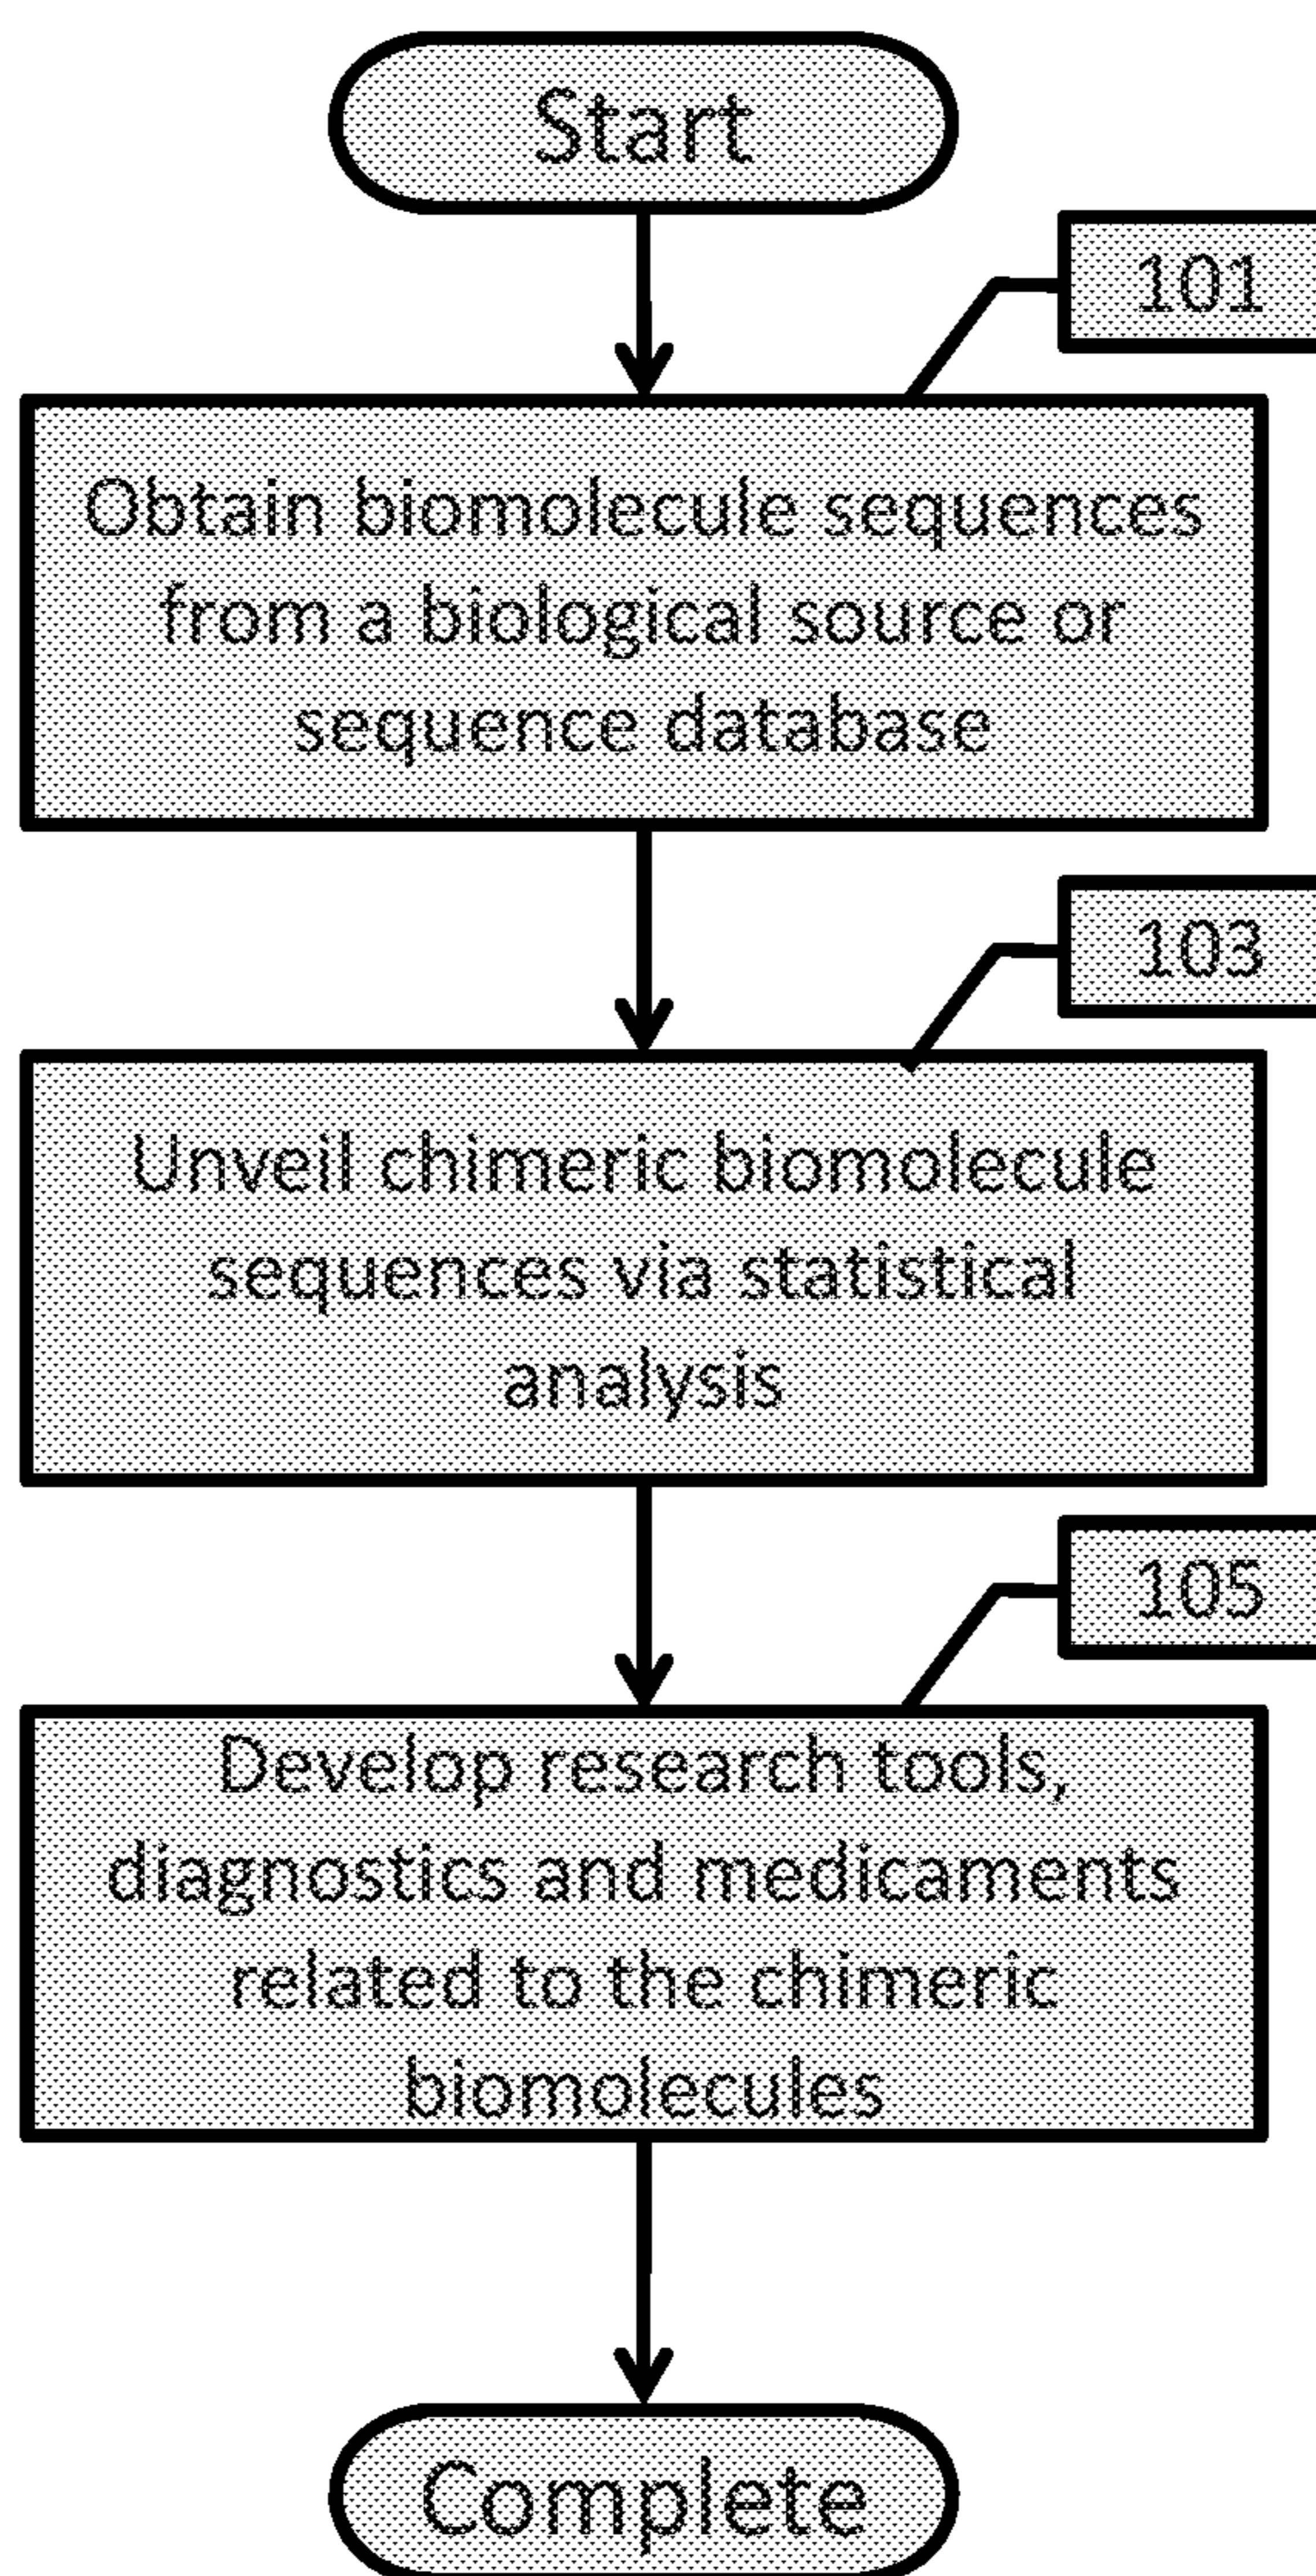 Start
101
Obtain biomolecule sequences
from a biological source or
sequence database
103
Unveil chimeric biomolecule
sequences via statistical
analysis
105
Develop research tools,
diagnostics and medicaments
related to the chimeric
biomolecules
Complete